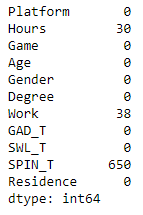 Platform 0
Hours 30
Game 0
Age 0
Gender 0
Degree 0
Work 38
GAD_T 0
SWL_T 0
SPIN_T 650
Residence 0
dtype: int64